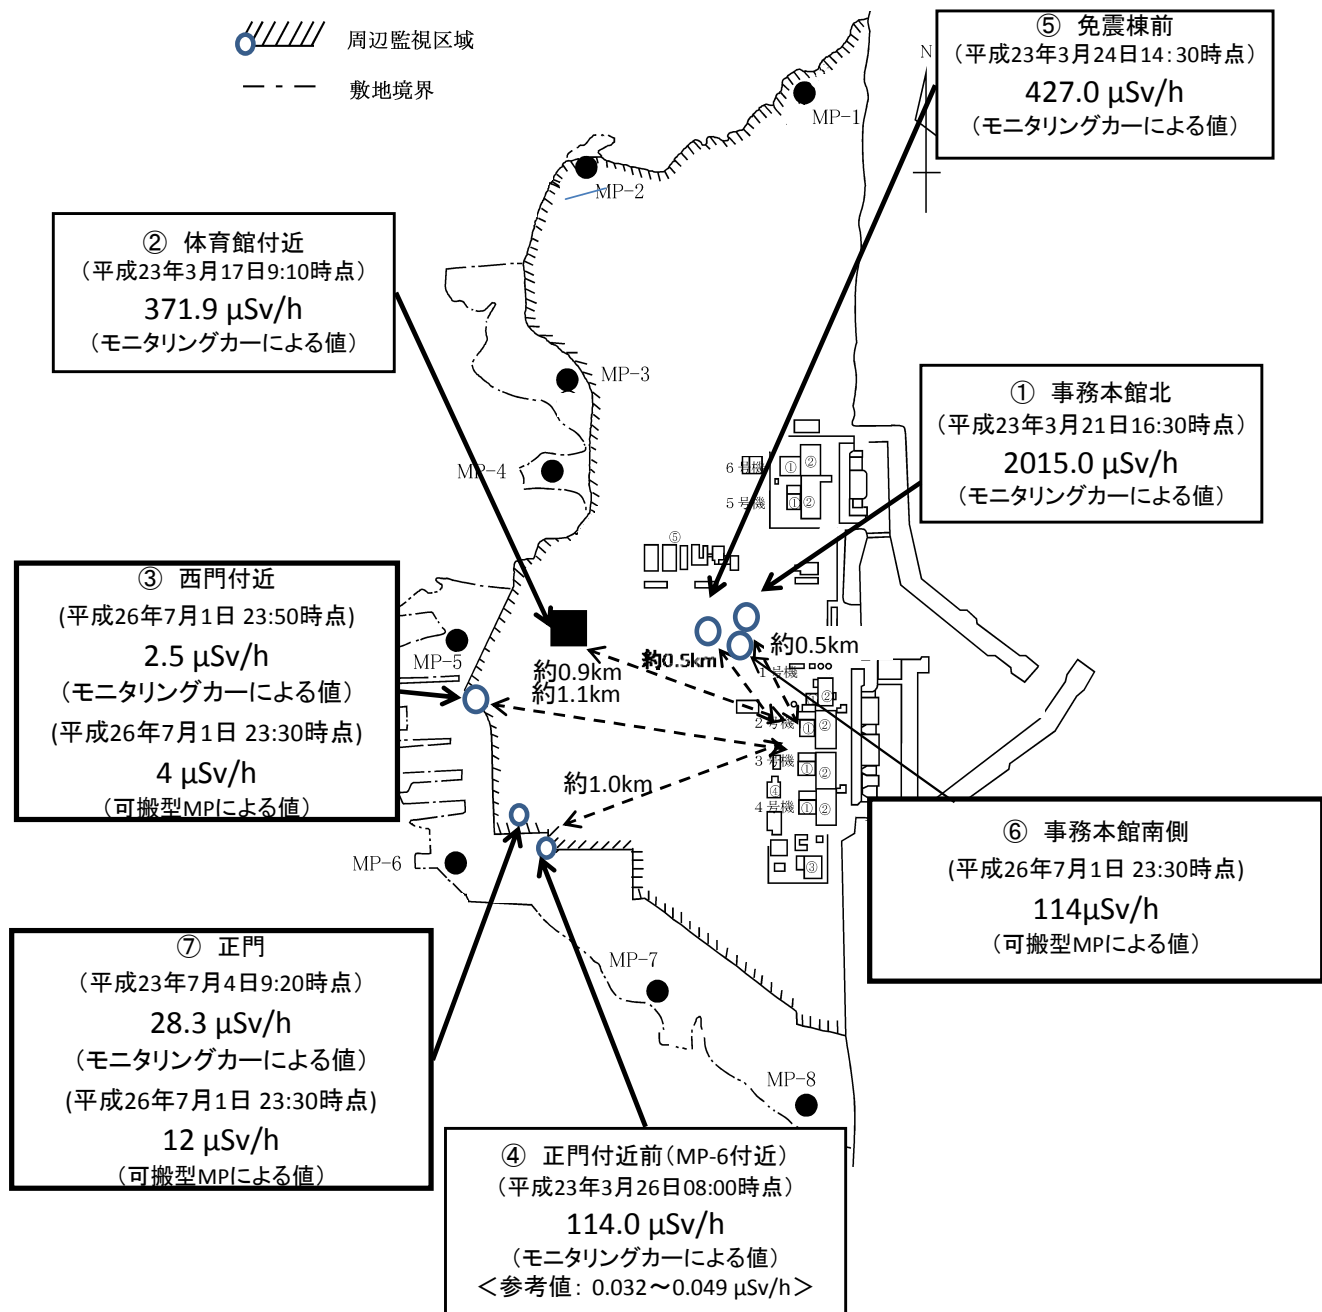 周辺監視区域
敷地境界
⑤ 免震棟前
（平成23年3月24日14:30時点）
427.0 μSv/h
（モニタリングカーによる値）
N
MP-1
MP-2
② 体育館付近
（平成23年3月17日9:10時点）
371.9 μSv/h
（モニタリングカーによる値）
MP-3
MP-4
① 事務本館北
（平成23年3月21日16:30時点）
2015.0 μSv/h
（モニタリングカーによる値）
6号機
① ②
5号機
① ②
⑤
③ 西門付近
(平成26年7月1日 23:50時点)
2.5 μSv/h
（モニタリングカーによる値）
(平成26年7月1日 23:30時点)
4 μSv/h
（可搬型MPによる値）
MP-5
約0.9km
約1.1km
約0.5km
約0.5km
1号機
②
2号機
① ②
3号機
① ②
④
4号機
① ②
③
約1.0km
MP-6
⑥ 事務本館南側
(平成26年7月1日 23:30時点)
114μSv/h
（可搬型MPによる値）
⑦ 正門
（平成23年7月4日9:20時点）
28.3 μSv/h
（モニタリングカーによる値）
(平成26年7月1日 23:30時点)
12 μSv/h
（可搬型MPによる値）
MP-7
MP-8
④ 正門付近前（MP-6付近）
（平成23年3月26日08:00時点）
114.0 μSv/h
（モニタリングカーによる値）
＜参考値： 0.032～0.049 μSv/h＞